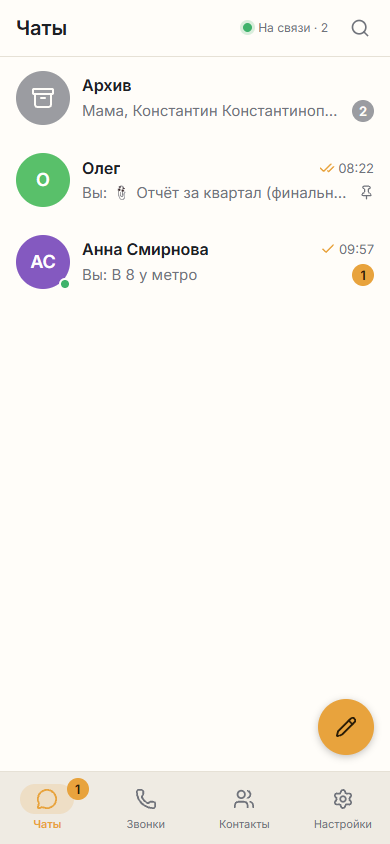 Чаты
На связи · 2
Архив
Мама, Константин Константиноп...
2
Олег
08:22
Вы: Отчёт за квартал (финальн...
О
Анна Смирнова
09:57
АС
Вы: В 8 у метро
1
1
Чаты
Звонки
Контакты
Настройки